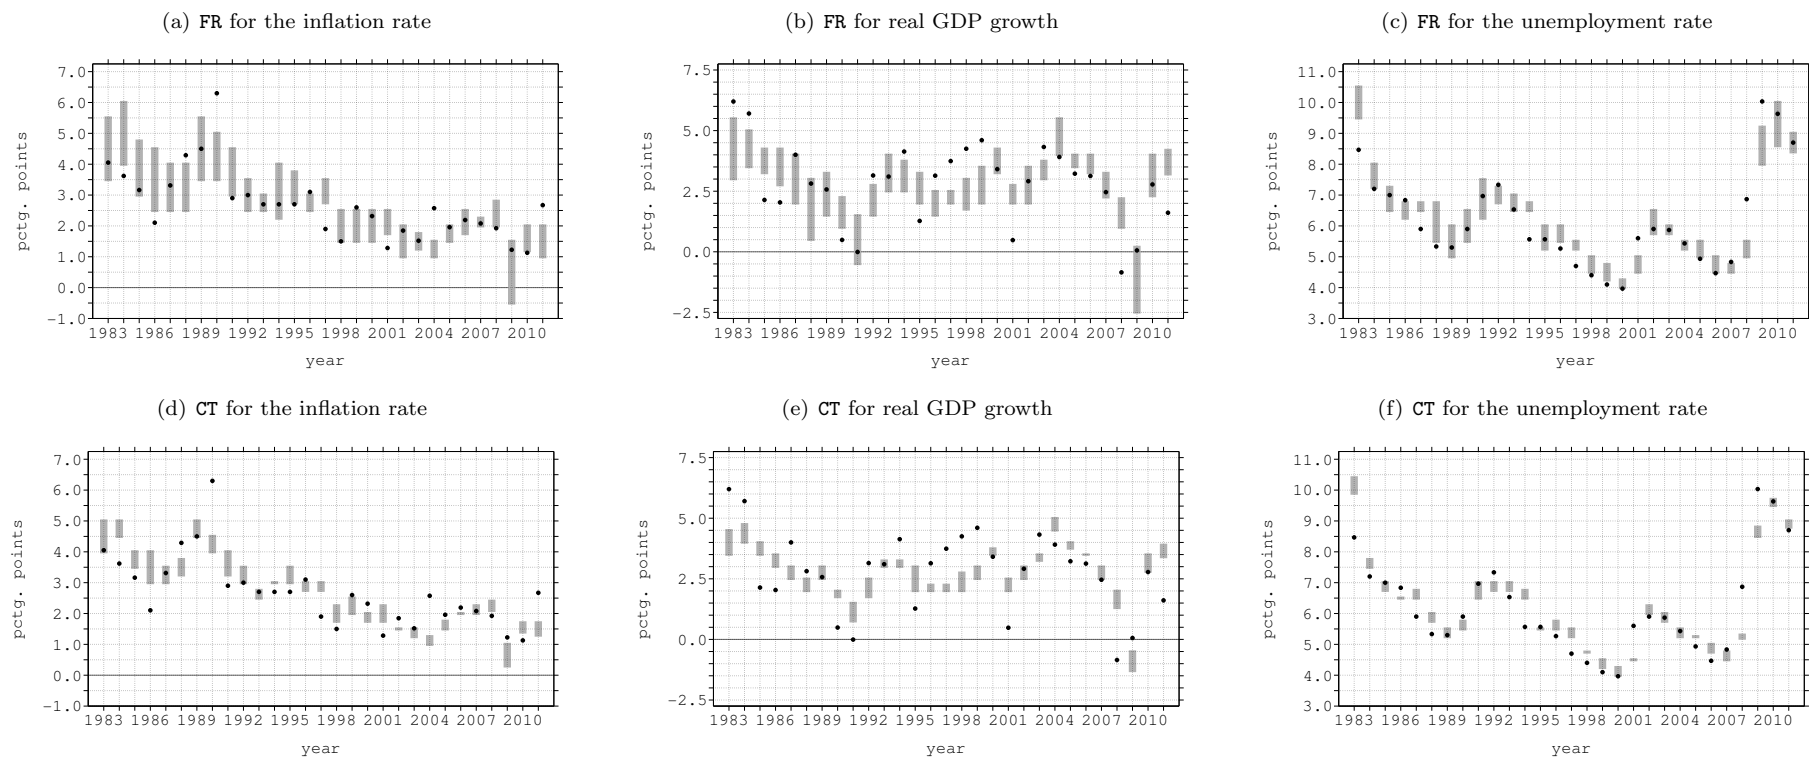 (a) FR for the inflation rate
7.0
6.0
5.0
4.0
3.0
2.0
1.0
0.0
−1.0
pctg. points
1983 1986 1989 1992 1995 1998 2001 2004 2007 2010
year
(b) FR for real GDP growth
7.5
5.0
2.5
0.0
−2.5
pctg. points
1983 1986 1989 1992 1995 1998 2001 2004 2007 2010
year
(c) FR for the unemployment rate
11.0
10.0
9.0
8.0
7.0
6.0
5.0
4.0
3.0
pctg. points
1983 1986 1989 1992 1995 1998 2001 2004 2007 2010
year
(d) CT for the inflation rate
7.0
6.0
5.0
4.0
3.0
2.0
1.0
0.0
−1.0
pctg. points
1983 1986 1989 1992 1995 1998 2001 2004 2007 2010
year
(e) CT for real GDP growth
7.5
5.0
2.5
0.0
−2.5
pctg. points
1983 1986 1989 1992 1995 1998 2001 2004 2007 2010
year
(f) CT for the unemployment rate
11.0
10.0
9.0
8.0
7.0
6.0
5.0
4.0
3.0
pctg. points
1983 1986 1989 1992 1995 1998 2001 2004 2007 2010
year